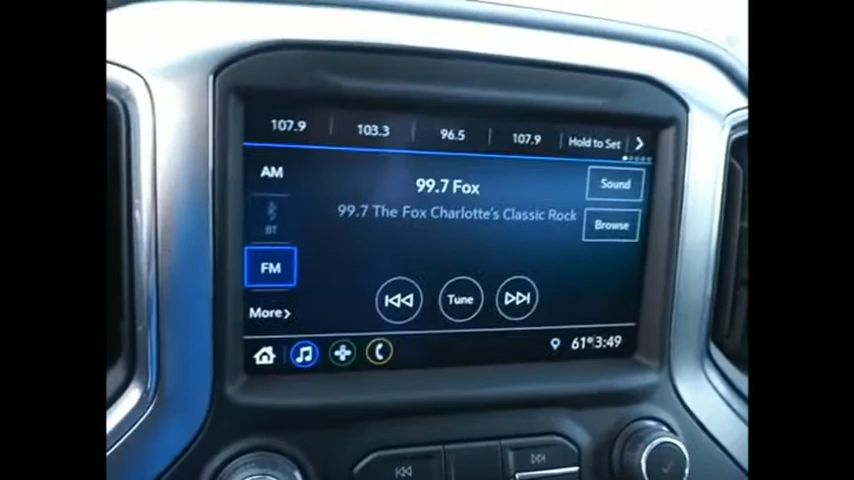 107.9 103.3 96.5 107.9 Hold to Set
AM
99.7 Fox
Sound
99.7 The Fox Charlotte's Classic Rock
Browse
BT
FM
Tune
More
61° 3:49